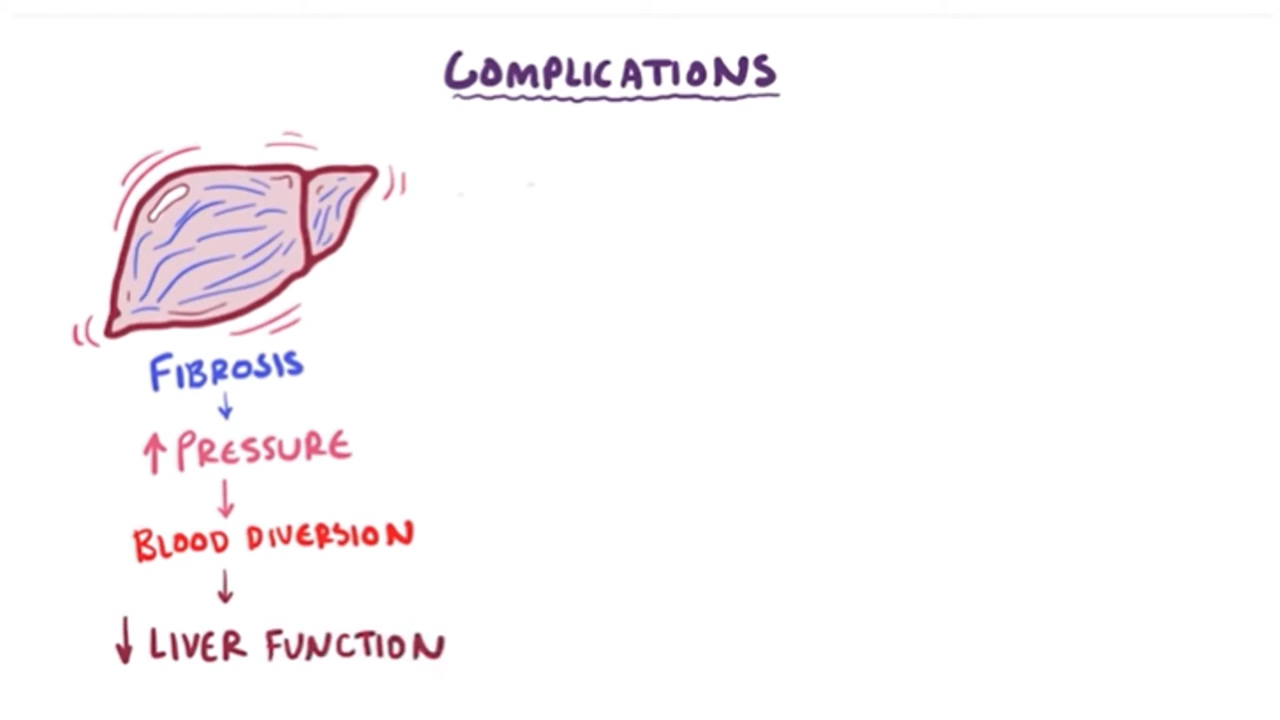 COMPLICATIONS
FIBROSIS
↓
↑ PRESSURE
↓
BLOOD DIVERSION
↓
↓ LIVER FUNCTION